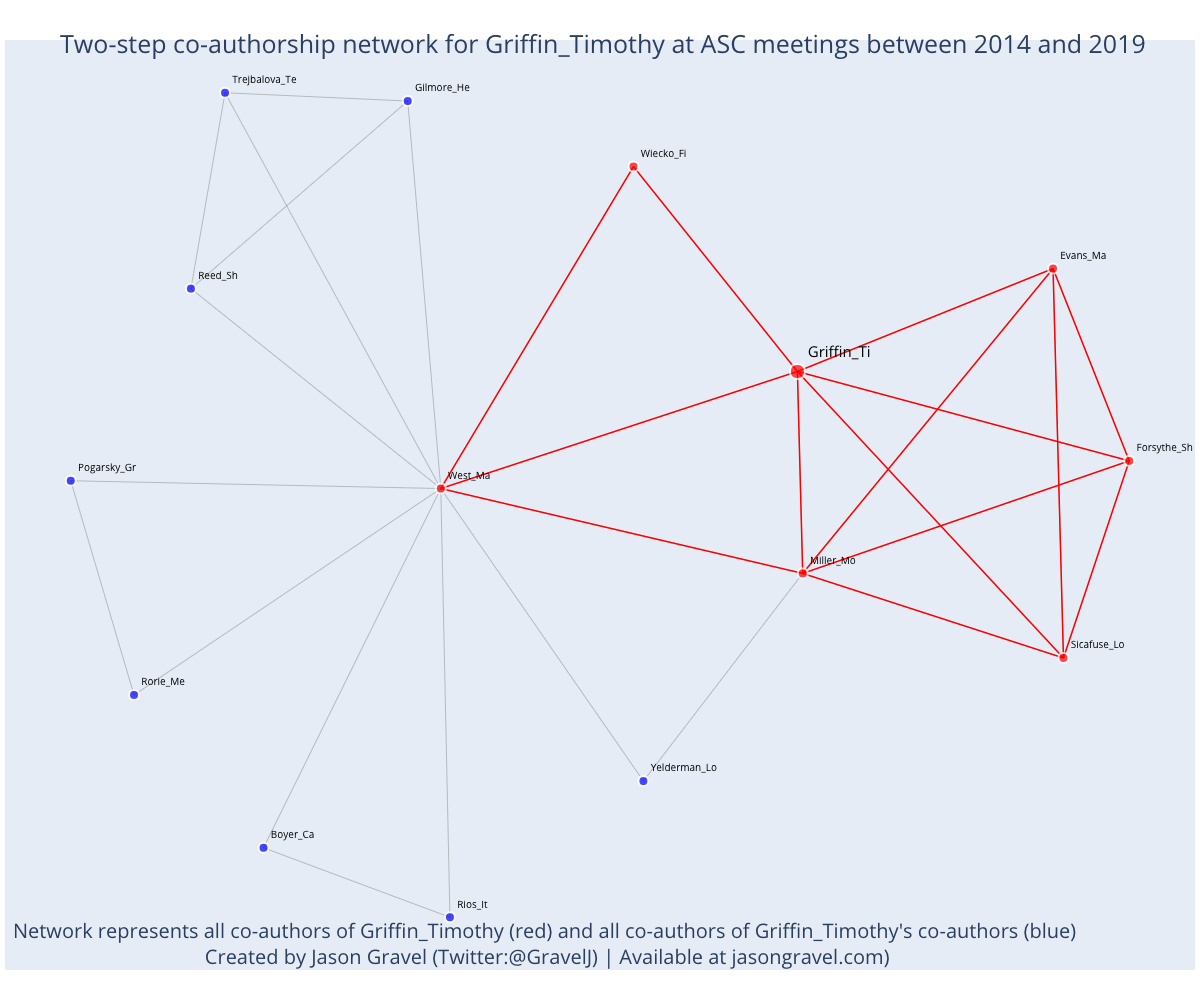 Two-step co-authorship network for Griffin_Timothy at ASC meetings between 2014 and 2019
Trejbalova_Te
Gilmore_He
Wiecko_Fi
Evans_Ma
Reed_Sh
Griffin_Ti
Forsythe_Sh
Pogarsky_Gr
West_Ma
Miller_Mo
Sicafuse_Lo
Rorie_Me
Yelderman_Lo
Boyer_Ca
Rios_It
Network represents all co-authors of Griffin_Timothy (red) and all co-authors of Griffin_Timothy's co-authors (blue)
Created by Jason Gravel (Twitter:@GravelJ) | Available at jasongravel.com)